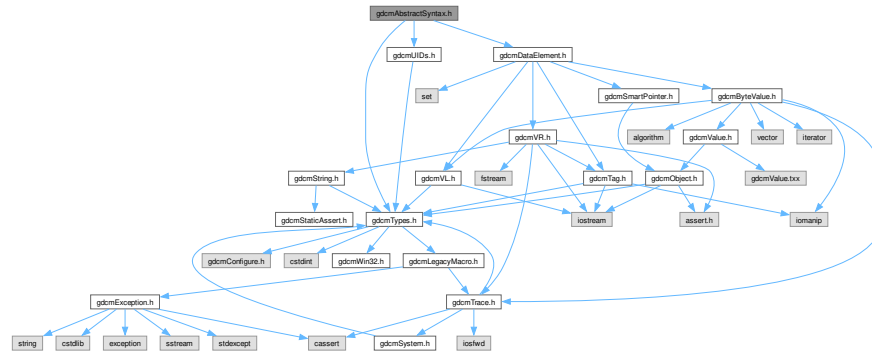 gdcmAbstractSyntax.h
gdcmUIDs.h
gdcmDataElement.h
set
gdcmSmartPointer.h
gdcmByteValue.h
algorithm
gdcmValue.h
vector
iterator
gdcmVR.h
gdcmString.h
gdcmVL.h
fstream
gdcmTag.h
gdcmObject.h
gdcmValue.txx
gdcmStaticAssert.h
gdcmTypes.h
iostream
assert.h
iomanip
gdcmConfigure.h
cstdint
gdcmWin32.h
gdcmLegacyMacro.h
gdcmException.h
gdcmTrace.h
string
cstdlib
exception
sstream
stdexcept
cassert
gdcmSystem.h
iosfwd